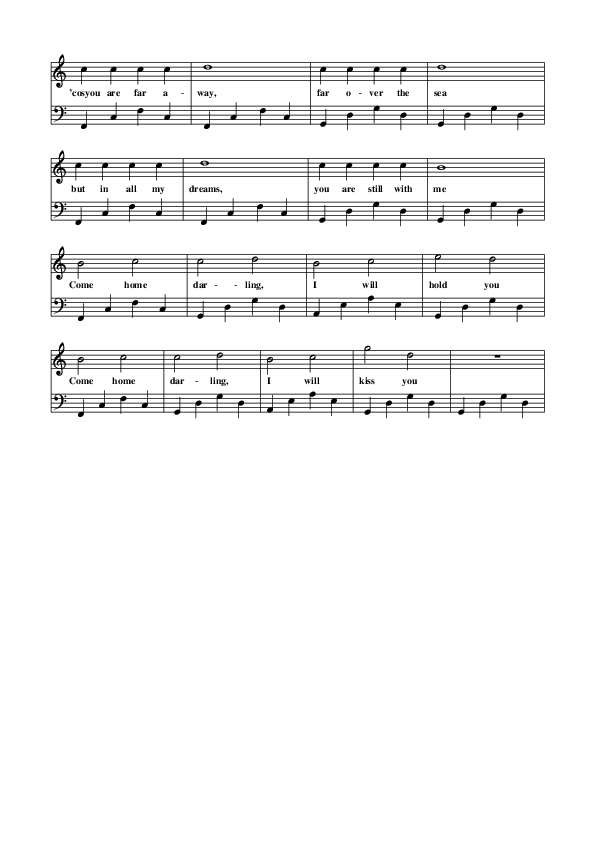 'cosyou are far a- way, far o- ver the sea
but in all my dreams, you are still with me
Come home dar- - ling, I will hold you
Come home dar- - ling, I will kiss you